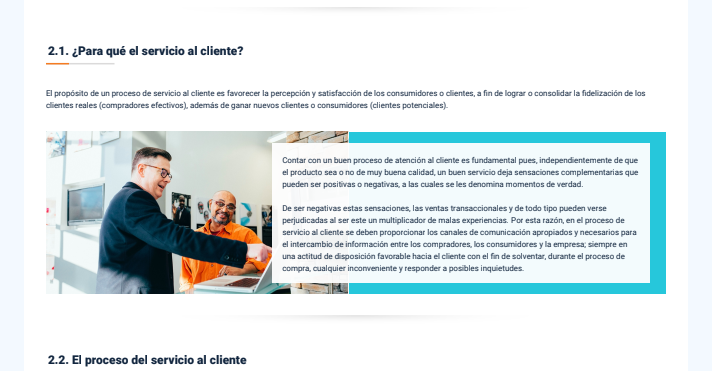 2.1. ¿Para qué el servicio al cliente?
El propósito de un proceso de servicio al cliente es favorecer la percepción y satisfacción de los consumidores o clientes, a fin de lograr o consolidar la fidelización de los
clientes reales (compradores efectivos), además de ganar nuevos clientes o consumidores (clientes potenciales).
Contar con un buen proceso de atención al cliente es fundamental pues, independientemente de que
el producto sea o no de muy buena calidad, un buen servicio deja sensaciones complementarias que
pueden ser positivas o negativas, a las cuales se les denomina momentos de verdad.
De ser negativas estas sensaciones, las ventas transaccionales y de todo tipo pueden verse
perjudicadas al ser este un multiplicador de malas experiencias. Por esta razón, en el proceso de
servicio al cliente se deben proporcionar los canales de comunicación apropiados y necesarios para
el intercambio de información entre los compradores, los consumidores y la empresa; siempre en
una actitud de disposición favorable hacia el cliente con el fin de solventar, durante el proceso de
compra, cualquier inconveniente y responder a posibles inquietudes.
2.2. El proceso del servicio al cliente